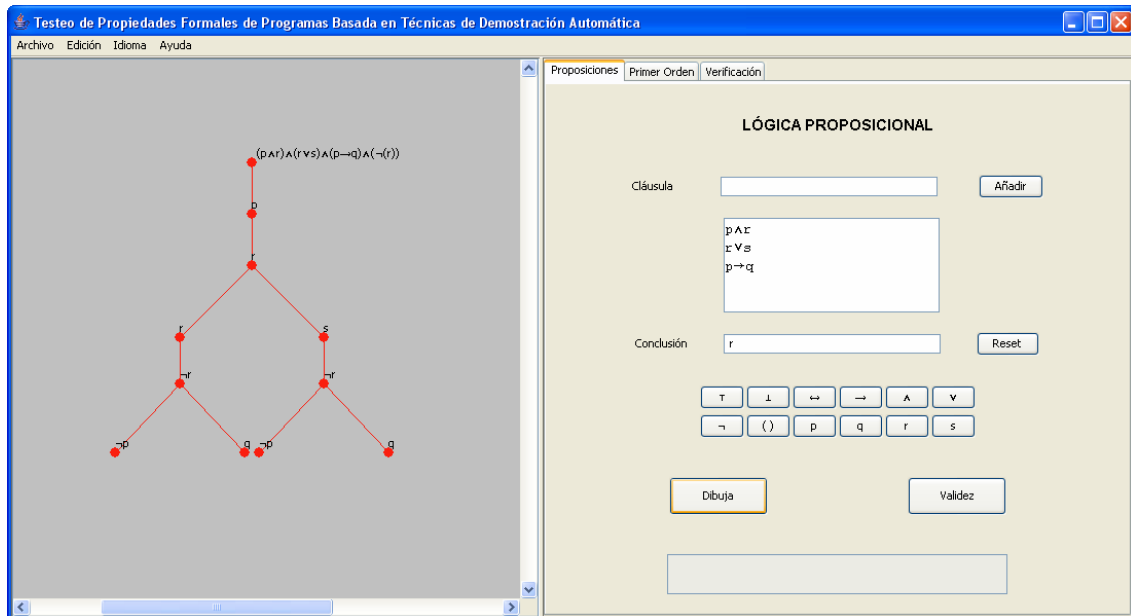 Testeo de Propiedades Formales de Programas Basada en Técnicas de Demostración Automática
Archivo Edición Idioma Ayuda
(p∧r)∧(r∨s)∧(p→q)∧(¬(r))
p
r
r s
¬r ¬r
¬p q ¬p q
Proposiciones Primer Orden Verificación
LÓGICA PROPOSICIONAL
Cláusula Añadir
p∧r
r∨s
p→q
Conclusión r Reset
⊤ ⊥ ↔ → ∧ ∨
¬ () p q r s
Dibuja Validez